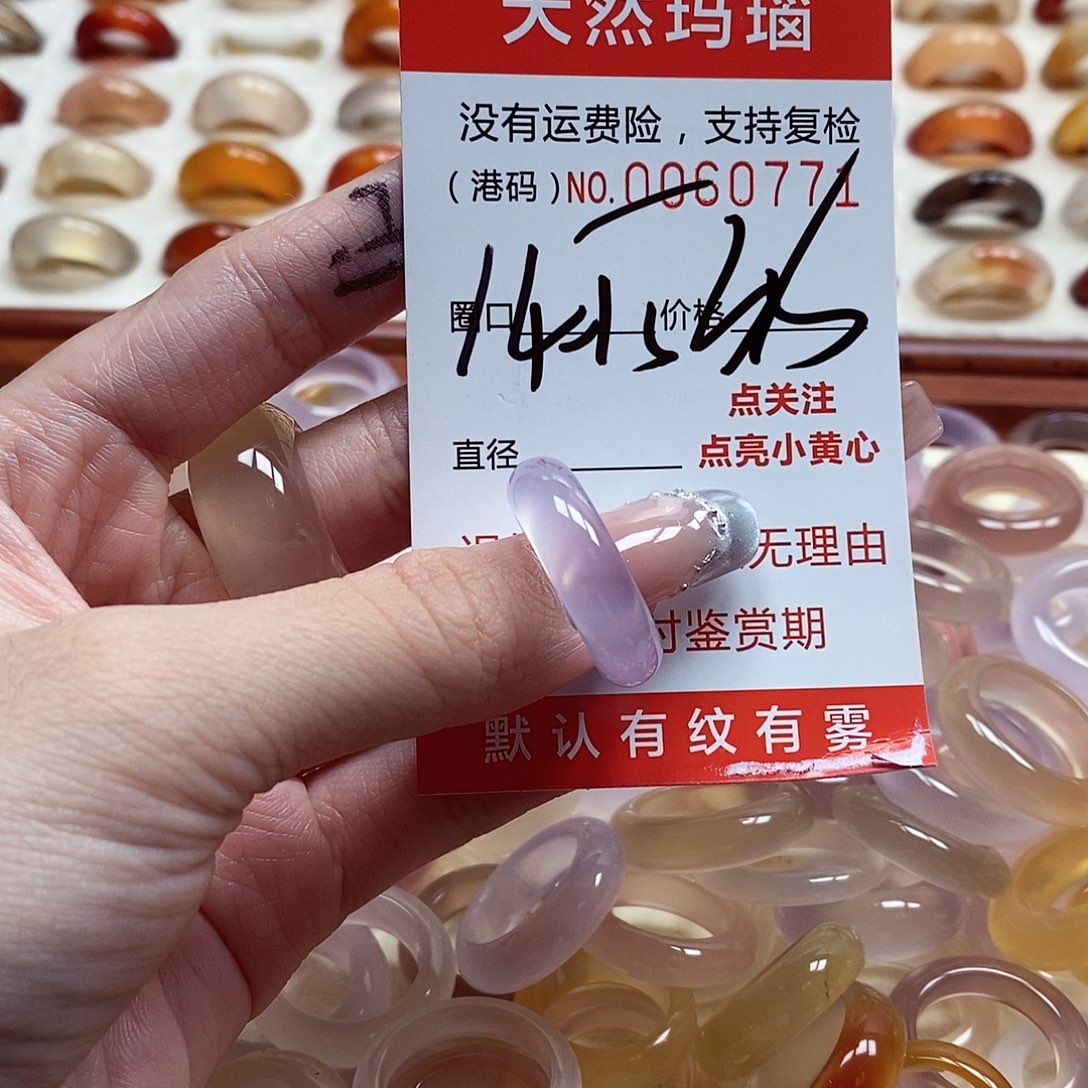 天然玛瑙
没有运费险，支持复检
（港码）NO.0060771
圈口 价格
点关注
直径 点亮小黄心
无理由
付鉴赏期
默认有纹有雾